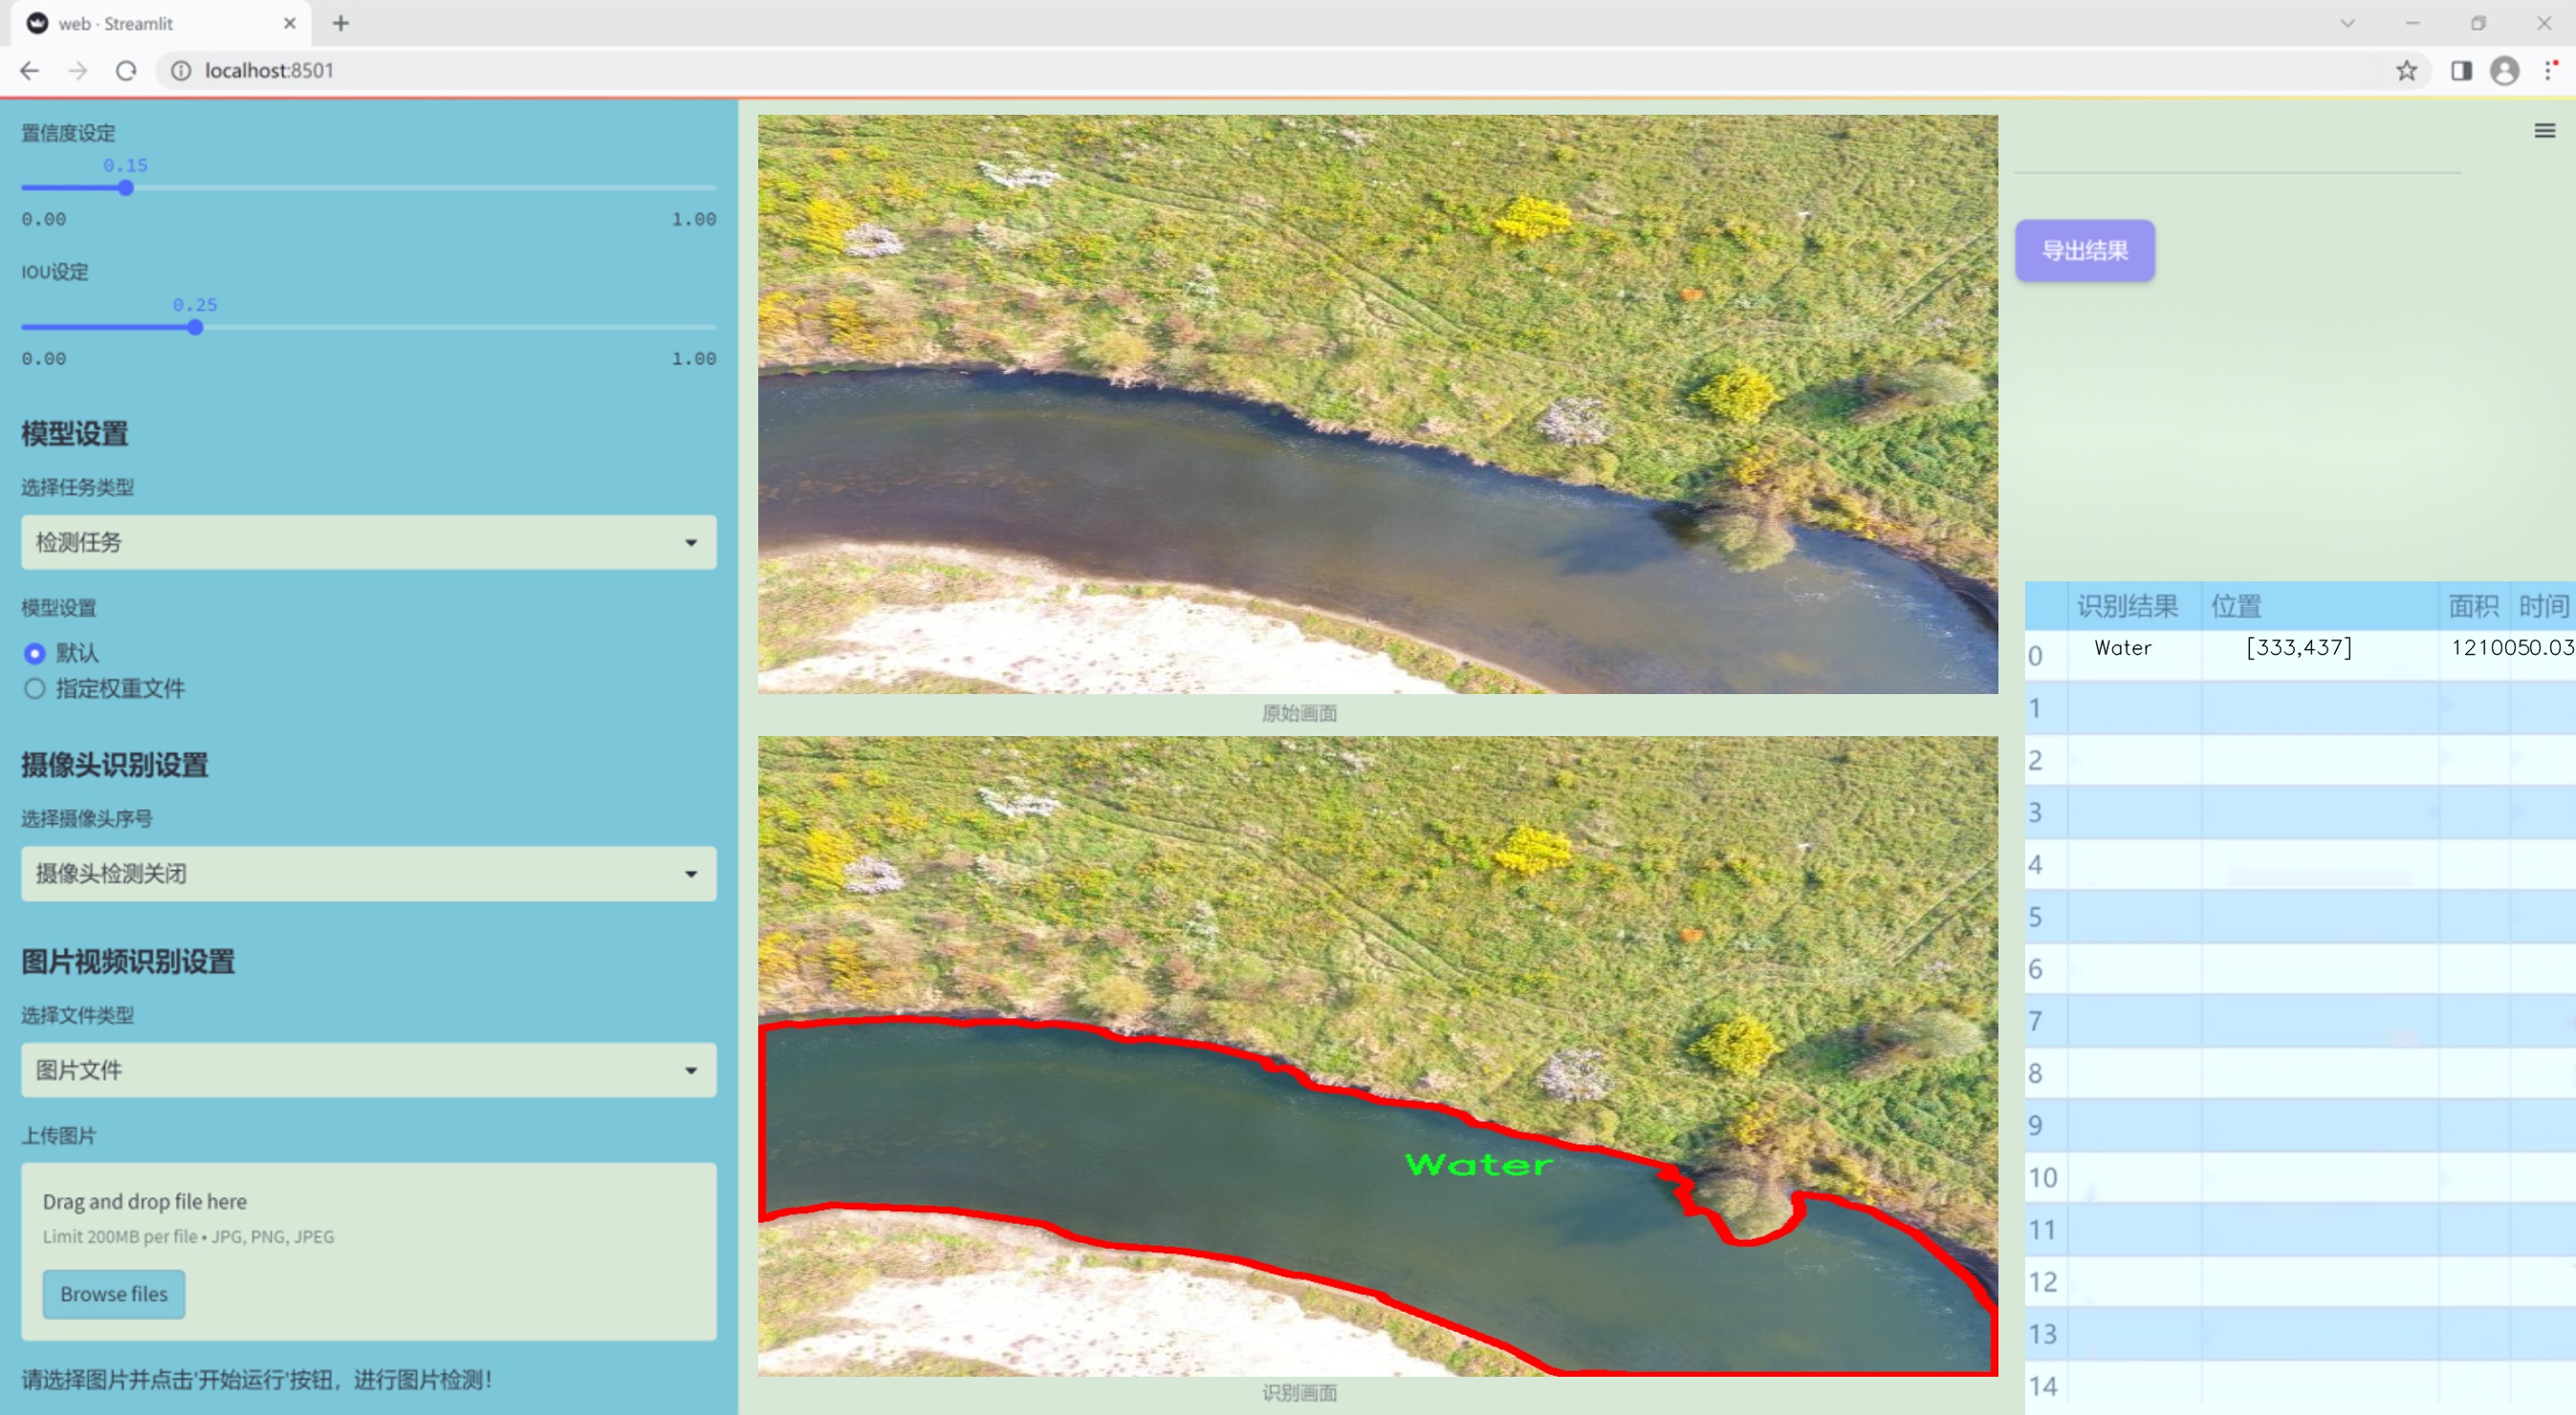 web · Streamlit
localhost:8501
置信度设定
0.15
0.00 1.00
IOU设定
0.25
0.00 1.00
模型设置
选择任务类型
检测任务
模型设置
默认
指定权重文件
摄像头识别设置
选择摄像头序号
摄像头检测关闭
图片视频识别设置
选择文件类型
图片文件
上传图片
Drag and drop file here
Limit 200MB per file • JPG, PNG, JPEG
Browse files
请选择图片并点击'开始运行'按钮，进行图片检测！
原始画面
Water
识别画面
导出结果
识别结果 位置 面积 时间
0 Water [333,437] 1210050.03
1
2
3
4
5
6
7
8
9
10
11
12
13
14